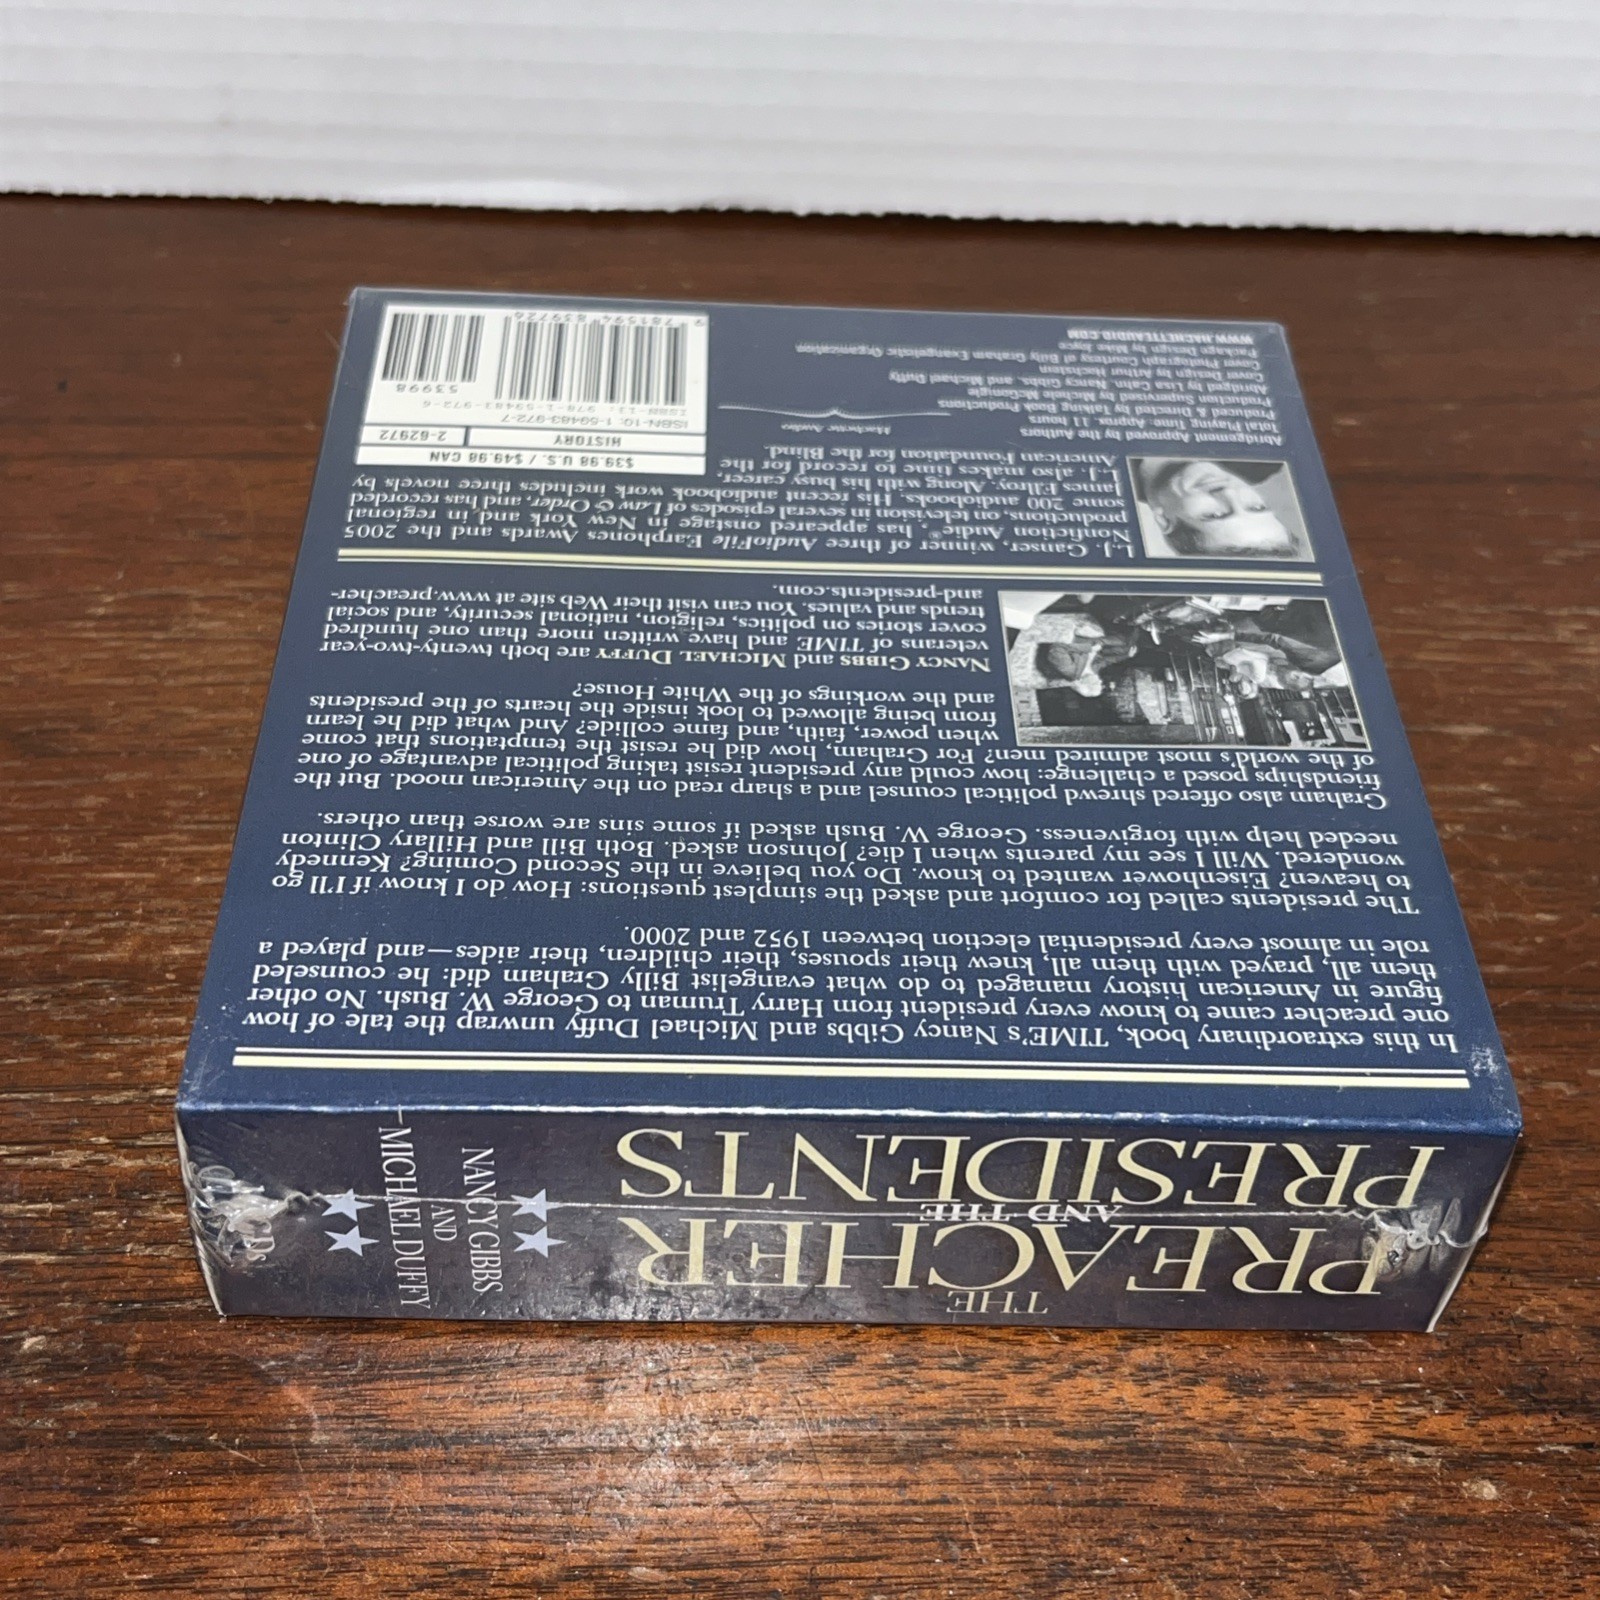 In this extraordinary book, TIME's Nancy Gibbs and Michael Duffy unwrap the tale of how
one preacher came to know every president from Harry Truman to George W. Bush. No other
figure in American history managed to do what evangelist Billy Graham did: he counseled
them all, prayed with them all, knew their spouses, their children, their aides—and played a
role in almost every presidential election between 1952 and 2000.
The presidents called for comfort and asked the simplest questions: How do I know if I'll go
to heaven? Eisenhower wanted to know. Do you believe in the Second Coming? Kennedy
wondered. Will I see my parents when I die? Johnson asked. Both Bill and Hillary Clinton
needed help with forgiveness. George W. Bush asked if some sins are worse than others.
Graham also offered shrewd political counsel and a sharp read on the American mood. But the
friendships posed a challenge: how could any president resist taking political advantage of one
of the world's most admired men? For Graham, how did he resist the temptations that come
when power, faith, and fame collide? And what did he learn
from being allowed to look inside the hearts of the presidents
and the workings of the White House?
NANCY GIBBS and MICHAEL DUFFY are both twenty-two-year
veterans of TIME and have written more than one hundred
cover stories on politics, religion, national security, and social
trends and values. You can visit their Web site at www.preacher-
and-presidents.com.
L. J. Ganser, winner of three AudioFile Earphones Awards and the 2005
Nonfiction Audie®, has appeared onstage in New York and in regional
productions, on television in several episodes of Law & Order, and has recorded
some 200 audiobooks. His recent audiobook work includes three novels by
James Ellroy. Along with his busy career,
L.J. also makes time to record for the
American Foundation for the Blind.
Abridgement Approved by the Authors
Total Playing Time: Approx. 11 hours
Produced & Directed by Talking Book Productions
Production Supervised by Michele McGonigle
Abridged by Lisa Cahn, Nancy Gibbs, and Michael Duffy
Cover Design by Arthur Hochstein
Cover Photograph Courtesy of Billy Graham Evangelistic Organization
Package Design by Mike Joyce
WWW.HACHETTEAUDIO.COM
Hachette Audio
$39.98 U.S. / $49.98 CAN
HISTORY
2-62972
ISBN-10: 1-59483-972-7
ISBN-13: 978-1-59483-972-6
53998
9 781594 839726
THE
PREACHER
AND THE
PRESIDENTS
NANCY GIBBS
AND
MICHAEL DUFFY
CDs